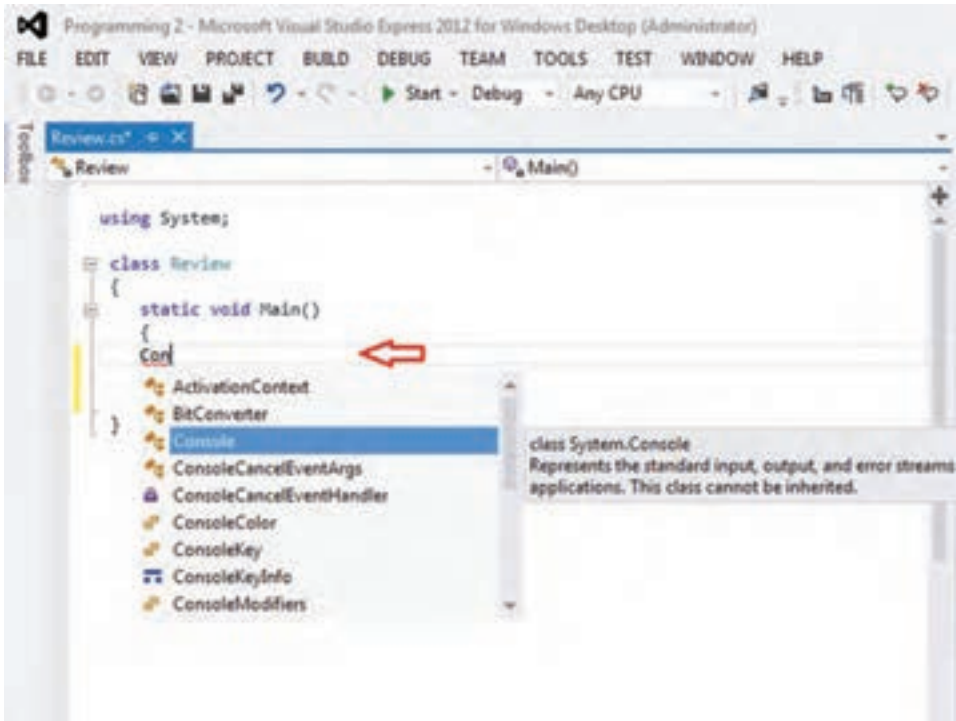 Programming 2 - Microsoft Visual Studio Express 2012 for Windows Desktop (Administrator)
FILE EDIT VIEW PROJECT BUILD DEBUG TEAM TOOLS TEST WINDOW HELP
Start Debug Any CPU
Toolbox
Review.cs*
Review Main()
using System;
class Review
{
static void Main()
{
Con
ActivationContext
BitConverter
}
Console
class System.Console
ConsoleCancelEventArgs
Represents the standard input, output, and error streams
ConsoleCancelEventHandler
applications. This class cannot be inherited.
ConsoleColor
ConsoleKey
ConsoleKeyInfo
ConsoleModifiers